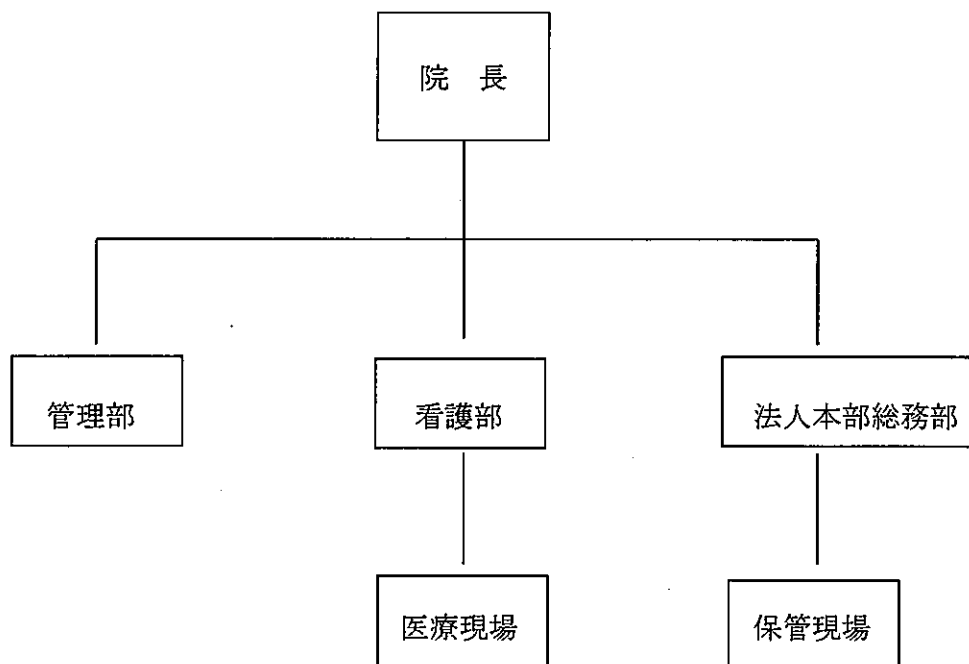 院　長
管理部
看護部
法人本部総務部
医療現場
保管現場